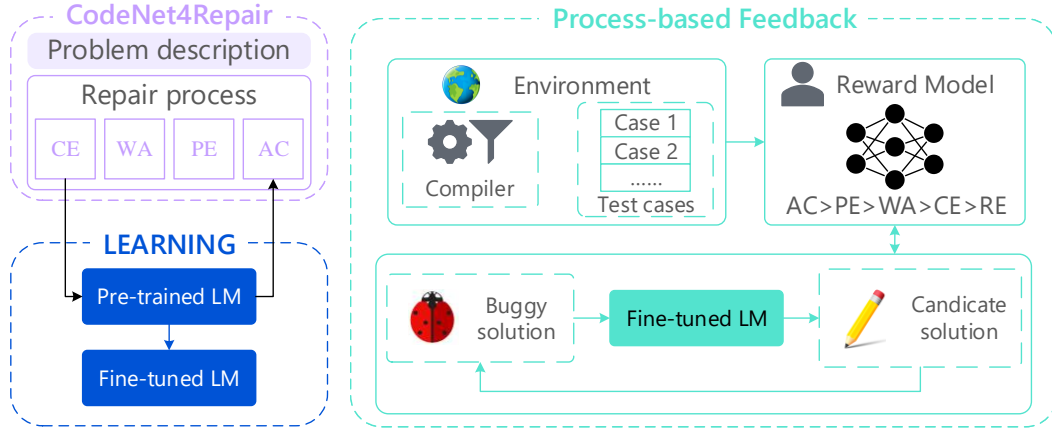 CodeNet4Repair
Problem description
Repair process
CE
WA
PE
AC
LEARNING
Pre-trained LM
Fine-tuned LM
Process-based Feedback
Environment
Compiler
Case 1
Case 2
......
Test cases
Reward Model
AC>PE>WA>CE>RE
Buggy
solution
Fine-tuned LM
Candicate
solution